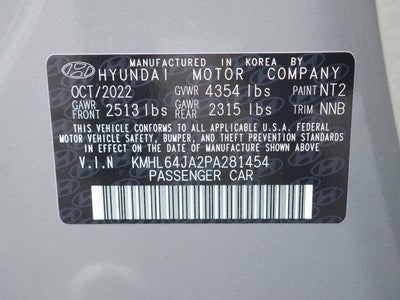 MANUFACTURED IN KOREA BY
HYUNDAI MOTOR COMPANY
OCT/2022 GVWR 4354 lbs PAINT NT2
GAWR FRONT 2513 lbs GAWR REAR 2315 lbs TRIM NNB
THIS VEHICLE CONFORMS TO ALL APPLICABLE U.S.A. FEDERAL
MOTOR VEHICLE SAFETY, BUMPER, AND THEFT PREVENTION STANDARDS
IN EFFECT ON THE DATE OF MANUFACTURE SHOWN ABOVE
V.I.N KMHL64JA2PA281454
PASSENGER CAR